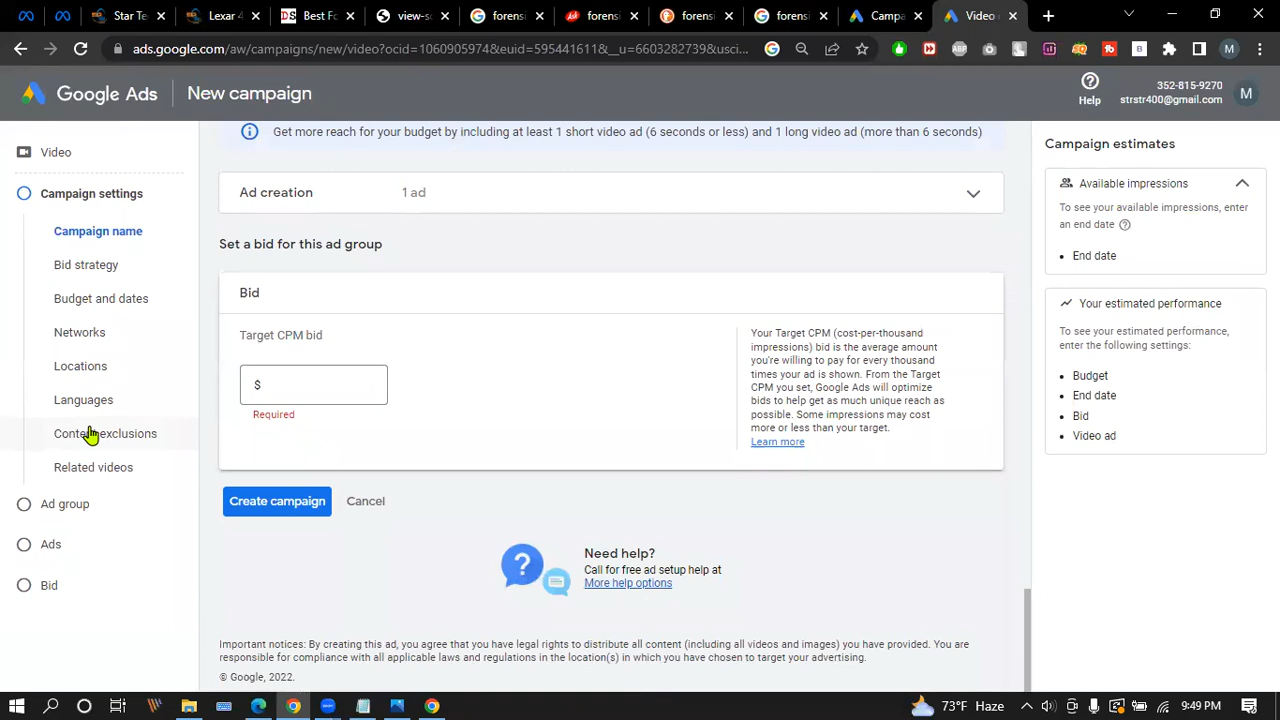 Star Te
Lexar 4
Best Fo
view-so
forensi
forensi
forensi
forensi
Campa
Video
ads.google.com/aw/campaigns/new/video?ocid=1060905974&euid=5954416118&__u=6603282739&usci...
Google Ads
New campaign
Help
352-815-9270
strstr400@gmail.com
M
Video
Campaign settings
Campaign name
Bid strategy
Budget and dates
Networks
Locations
Languages
Conte exclusions
Related videos
Ad group
Ads
Bid
Get more reach for your budget by including at least 1 short video ad (6 seconds or less) and 1 long video ad (more than 6 seconds)
Ad creation
1 ad
Set a bid for this ad group
Bid
Target CPM bid
$
Required
Your Target CPM (cost-per-thousand
impressions) bid is the average amount
you're willing to pay for every thousand
times your ad is shown. From the Target
CPM you set, Google Ads will optimize
bids to help get as much unique reach as
possible. Some impressions may cost
more or less than your target.
Learn more
Create campaign
Cancel
Need help?
Call for free ad setup help at
More help options
Important notices: By creating this ad, you agree that you have legal rights to distribute all content (including all videos and images) you have provided. You are
responsible for compliance with all applicable laws and regulations in the location(s) in which you have chosen to target your advertising.
© Google, 2022.
Campaign estimates
Available impressions
To see your available impressions, enter
an end date
• End date
Your estimated performance
To see your estimated performance,
enter the following settings:
• Budget
• End date
• Bid
• Video ad
73°F Haze
9:49 PM